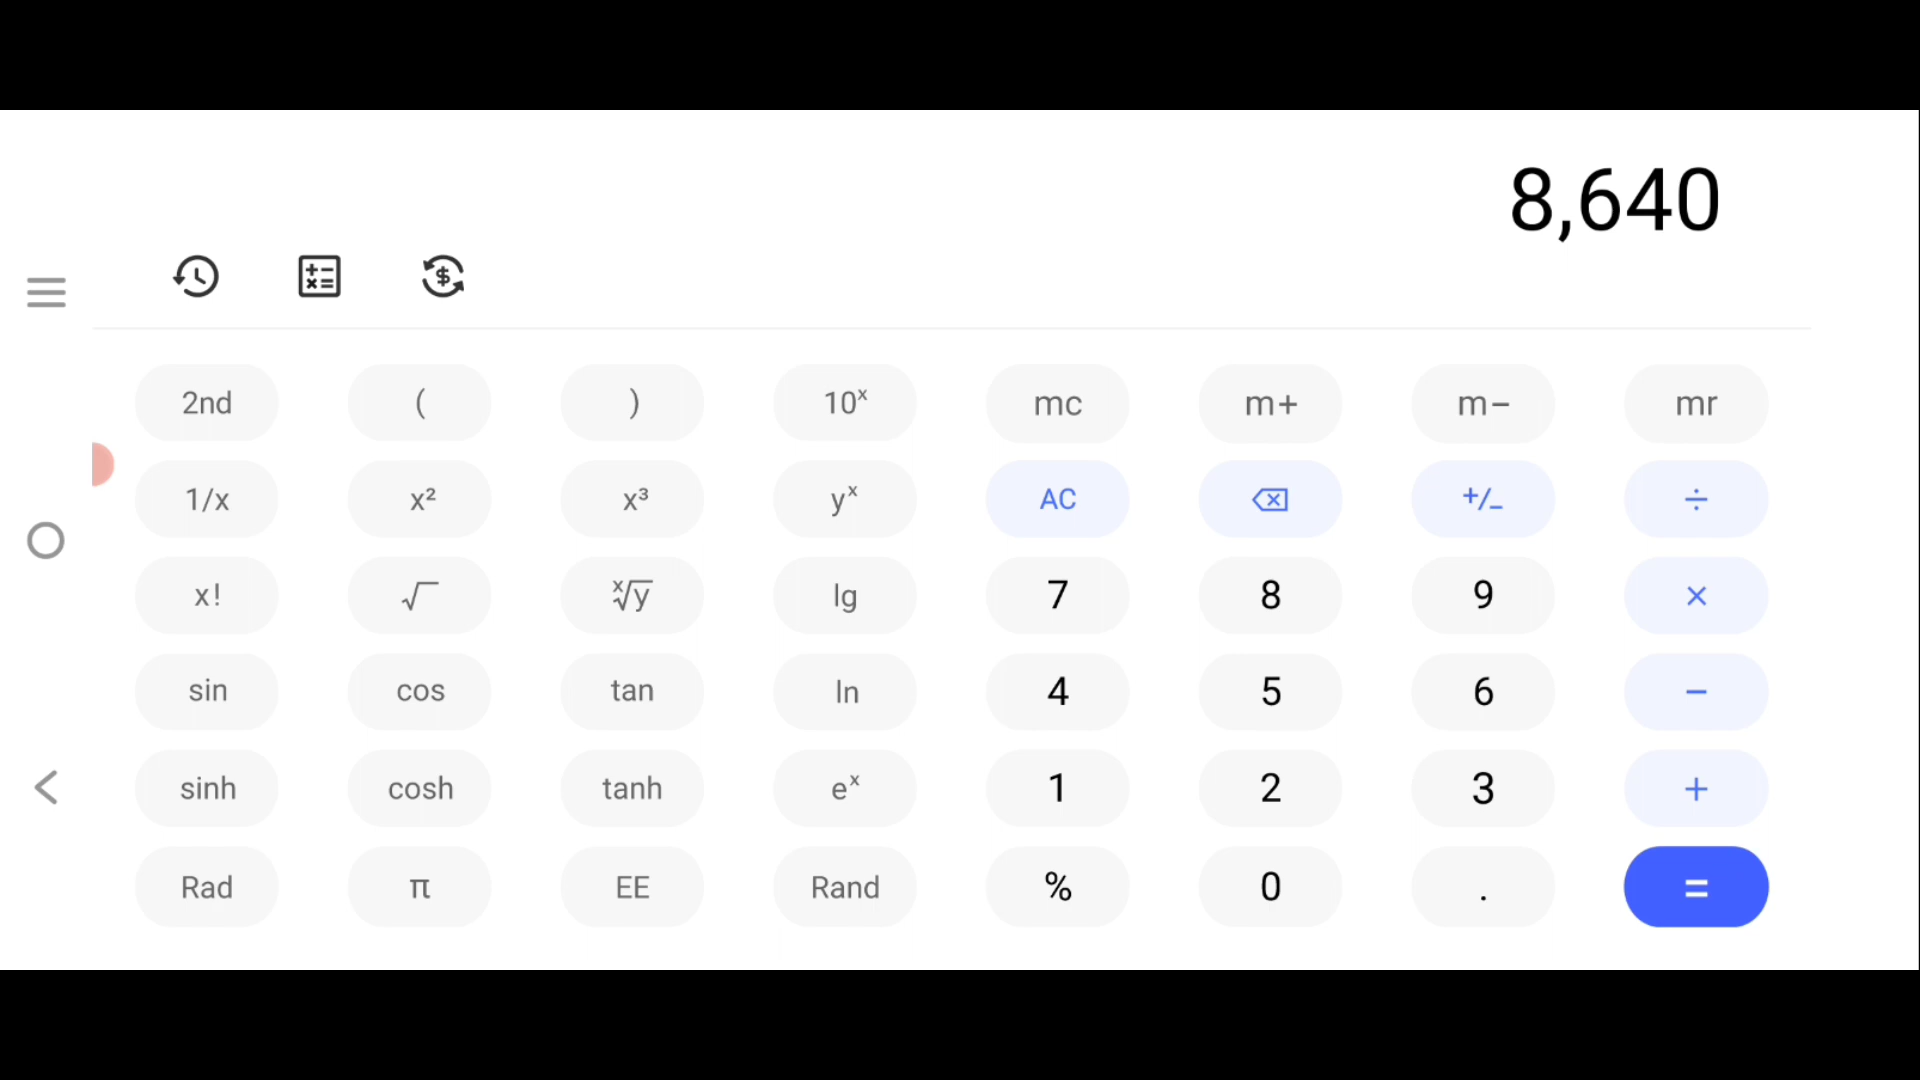 8,640
2nd ( ) 10ˣ mc m+ m− mr
1/x x² x³ yˣ AC +/− ÷
x! √ ˣ√y lg 7 8 9 ×
sin cos tan ln 4 5 6 −
sinh cosh tanh eˣ 1 2 3 +
Rad π EE Rand % 0 . =